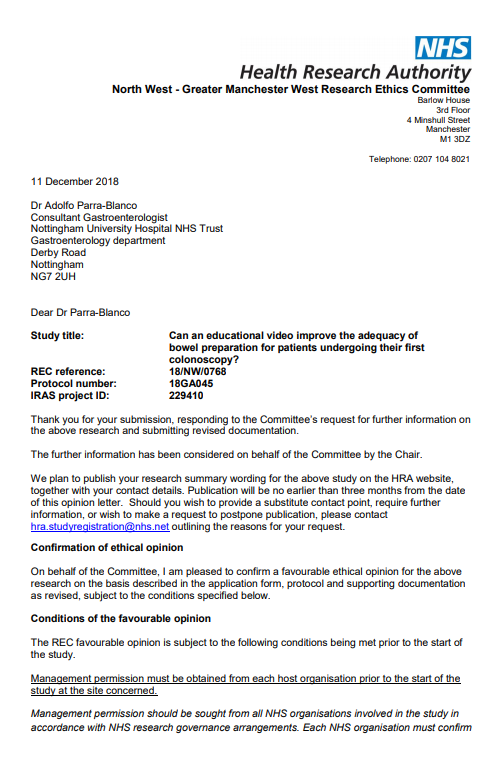 NHS
Health Research Authority
North West - Greater Manchester West Research Ethics Committee
Barlow House
3rd Floor
4 Minshull Street
Manchester
M1 3DZ
Telephone: 0207 104 8021
11 December 2018
Dr Adolfo Parra-Blanco
Consultant Gastroenterologist
Nottingham University Hospital NHS Trust
Gastroenterology department
Derby Road
Nottingham
NG7 2UH
Dear Dr Parra-Blanco
Study title: Can an educational video improve the adequacy of
bowel preparation for patients undergoing their first
colonoscopy?
REC reference: 18/NW/0768
Protocol number: 18GA045
IRAS project ID: 229410
Thank you for your submission, responding to the Committee's request for further information on
the above research and submitting revised documentation.
The further information has been considered on behalf of the Committee by the Chair.
We plan to publish your research summary wording for the above study on the HRA website,
together with your contact details. Publication will be no earlier than three months from the date
of this opinion letter. Should you wish to provide a substitute contact point, require further
information, or wish to make a request to postpone publication, please contact
hra.studyregistration@nhs.net outlining the reasons for your request.
Confirmation of ethical opinion
On behalf of the Committee, I am pleased to confirm a favourable ethical opinion for the above
research on the basis described in the application form, protocol and supporting documentation
as revised, subject to the conditions specified below.
Conditions of the favourable opinion
The REC favourable opinion is subject to the following conditions being met prior to the start of
the study.
Management permission must be obtained from each host organisation prior to the start of the
study at the site concerned.
Management permission should be sought from all NHS organisations involved in the study in
accordance with NHS research governance arrangements. Each NHS organisation must confirm